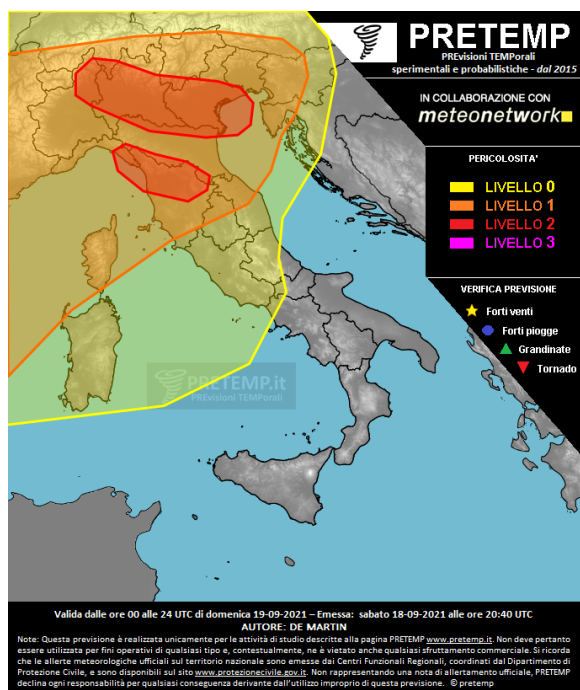 PRETEMP
PREvisioni TEMPorali
sperimentali e probabilistiche - dal 2015
IN COLLABORAZIONE CON
meteonetwork
PERICOLOSITA'
LIVELLO 0
LIVELLO 1
LIVELLO 2
LIVELLO 3
VERIFICA PREVISIONE
Forti venti
Forti piogge
Grandinate
Tornado
PRETEMP.it
PREvisioni TEMPorali
Valida dalle ore 00 alle 24 UTC di domenica 19-09-2021 – Emessa: sabato 18-09-2021 alle ore 20:40 UTC
AUTORE: DE MARTIN
Note: Questa previsione è realizzata unicamente per le attività di studio descritte alla pagina PRETEMP www.pretemp.it. Non deve pertanto
essere utilizzata per fini operativi di qualsiasi tipo e, contestualmente, ne è vietato anche qualsiasi sfruttamento commerciale. Si ricorda
che le allerte meteorologiche ufficiali sul territorio nazionale sono emesse dai Centri Funzionali Regionali, coordinati dal Dipartimento di
Protezione Civile, e sono disponibili sul sito www.protezionecivile.gov.it. Non rappresentando una nota di allertamento ufficiale, PRETEMP
declina ogni responsabilità per qualsiasi conseguenza derivante dall'utilizzo improprio di questa previsione. © pretemp